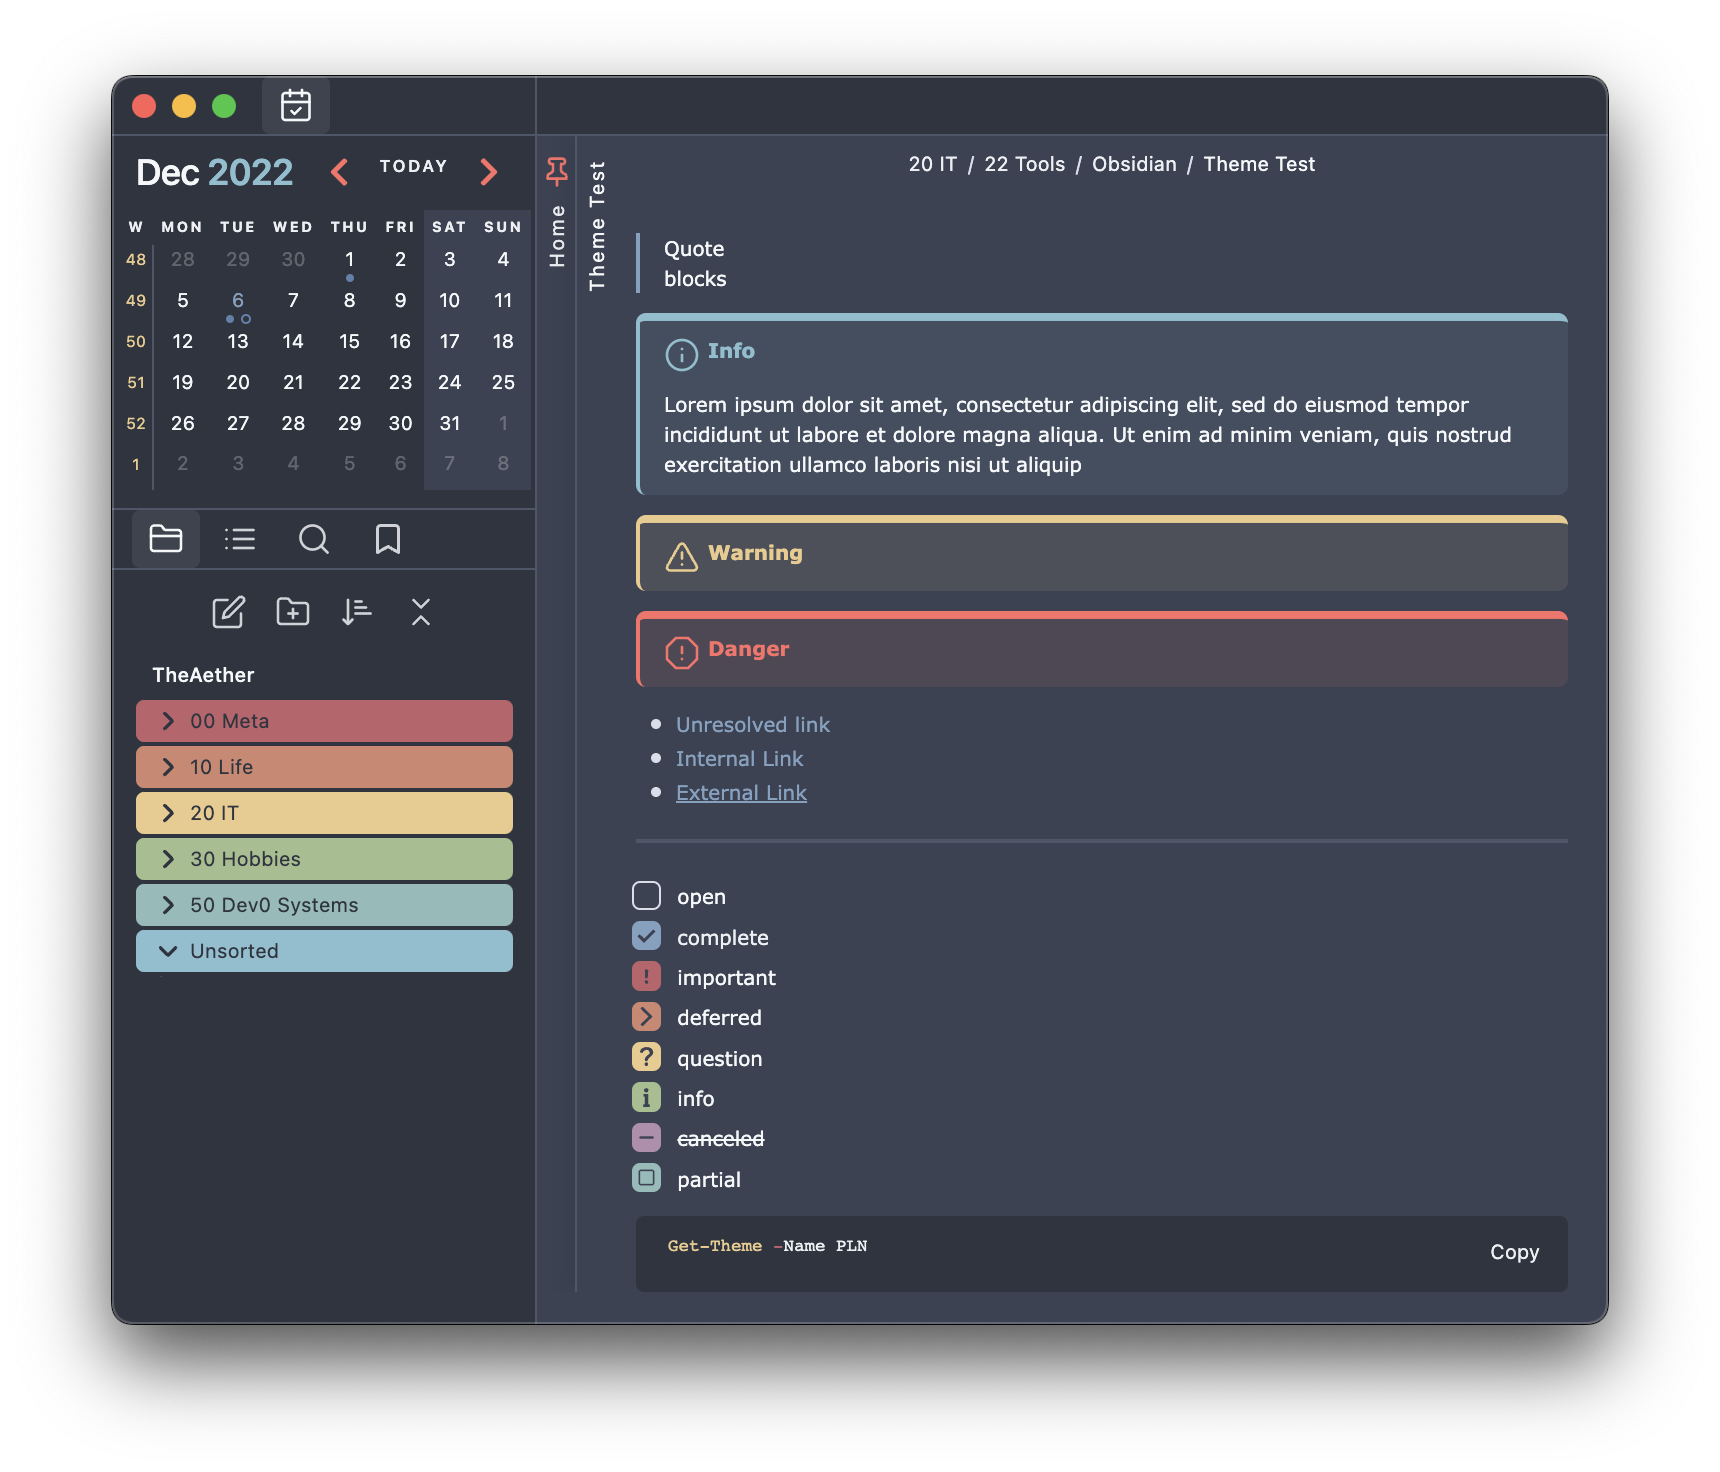 Dec 2022
TODAY
W MON TUE WED THU FRI SAT SUN
48 28 29 30 1 2 3 4
49 5 6 7 8 9 10 11
50 12 13 14 15 16 17 18
51 19 20 21 22 23 24 25
52 26 27 28 29 30 31 1
1 2 3 4 5 6 7 8
TheAether
00 Meta
10 Life
20 IT
30 Hobbies
50 Dev0 Systems
Unsorted
Home
Theme Test
20 IT / 22 Tools / Obsidian / Theme Test
Quote
blocks
Info
Lorem ipsum dolor sit amet, consectetur adipiscing elit, sed do eiusmod tempor
incididunt ut labore et dolore magna aliqua. Ut enim ad minim veniam, quis nostrud
exercitation ullamco laboris nisi ut aliquip
Warning
Danger
Unresolved link
Internal Link
External Link
open
complete
important
deferred
question
info
canceled
partial
Get-Theme -Name PLN
Copy